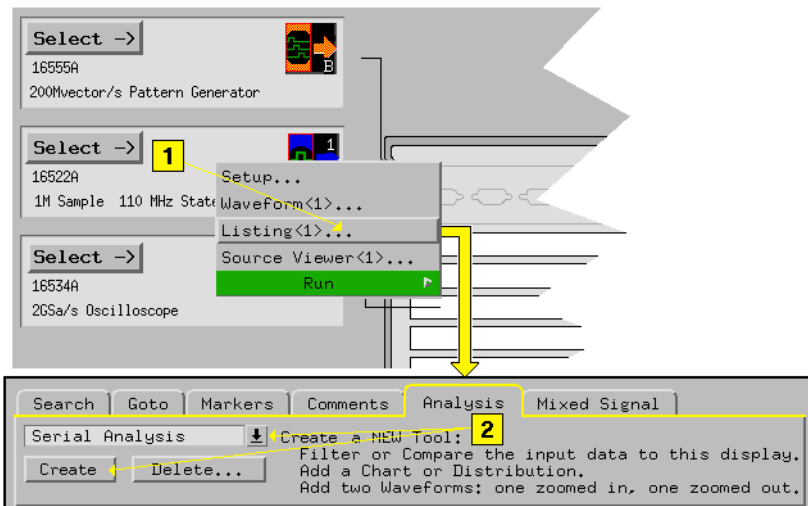 Select ->
B
16555A
200Mvector/s Pattern Generator
Select ->
1
1
16522A
1M Sample 110 MHz State
Setup...
Waveform<1>...
Listing<1>...
Source Viewer<1>...
Run
Select ->
16534A
2GSa/s Oscilloscope
Search Goto Markers Comments Analysis Mixed Signal
Serial Analysis
Create a NEW Tool:
2
Filter or Compare the input data to this display.
Create Delete...
Add a Chart or Distribution.
Add two Waveforms: one zoomed in, one zoomed out.